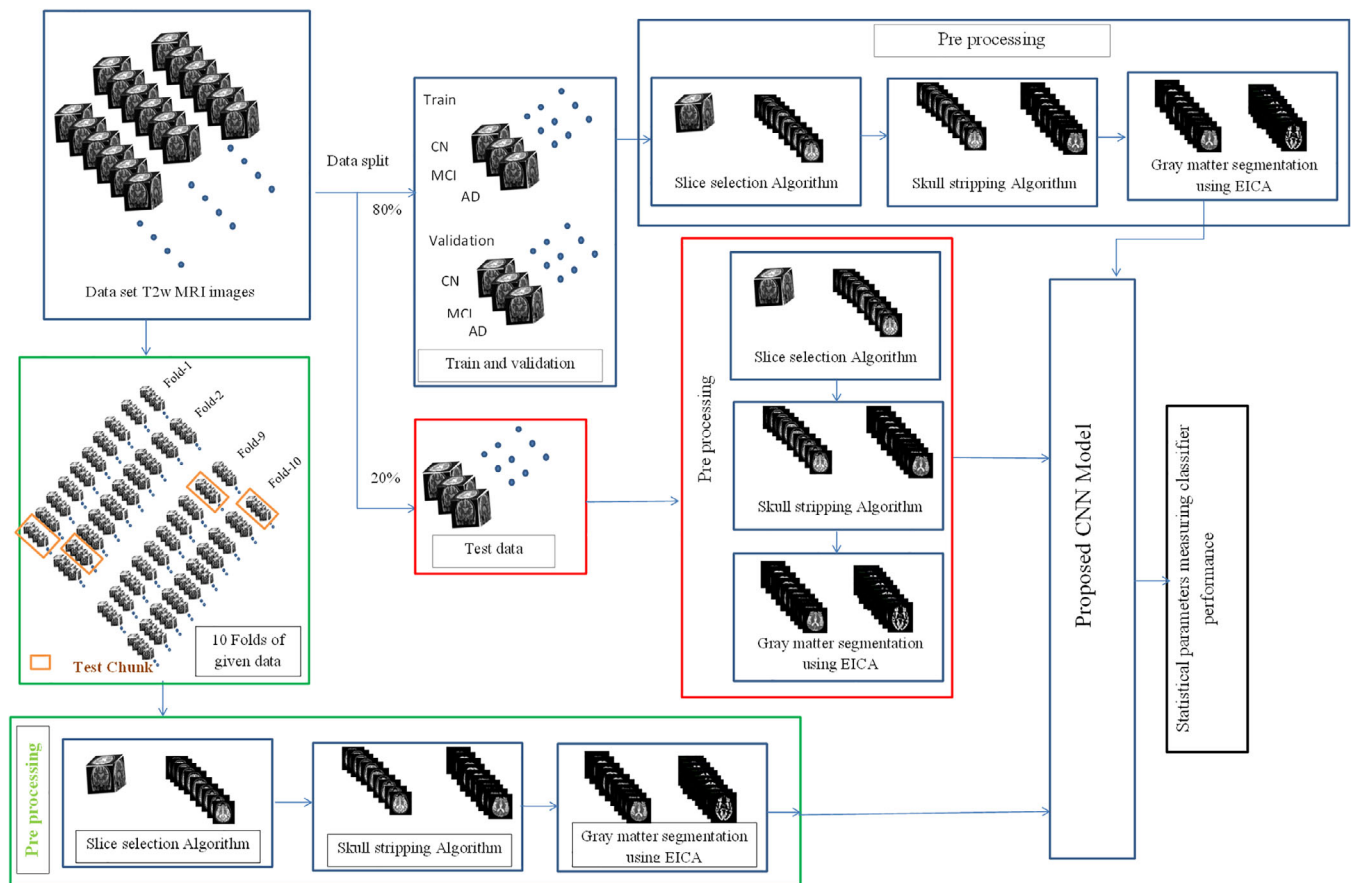 Data set T2w MRI images
Data split
80%
20%
Train
CN
MCI
AD
Validation
CN
MCI
AD
Train and validation
Test data
Pre processing
Slice selection Algorithm
Skull stripping Algorithm
Gray matter segmentation
using EICA
Pre processing
Slice selection Algorithm
Skull stripping Algorithm
Gray matter segmentation
using EICA
Fold-1
Fold-2
Fold-9
Fold-10
Test Chunk
10 Folds of
given data
Pre processing
Slice selection Algorithm
Skull stripping Algorithm
Gray matter segmentation
using EICA
Proposed CNN Model
Statistical parameters measuring classifier
performance